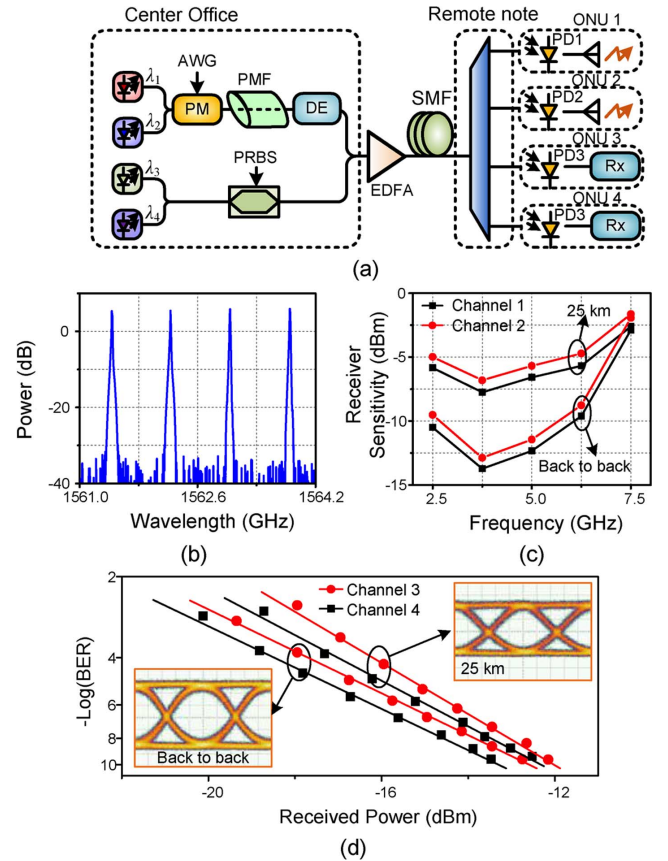 Center Office
Remote note
ONU 1
λ1
AWG
PMF
PD1
PM
DE
ONU 2
λ2
SMF
PD2
PRBS
ONU 3
λ3
EDFA
PD3
Rx
ONU 4
λ4
PD3
Rx
(a)
Power (dB)
0
-20
-40
1561.0
1562.6
1564.2
Wavelength (GHz)
(b)
Receiver
Sensitivity (dBm)
0
-5
-10
-15
Channel 1
Channel 2
25 km
Back to back
2.5
5.0
7.5
Frequency (GHz)
(c)
-Log(BER)
2
4
6
8
10
Channel 3
Channel 4
25 km
Back to back
-20
-16
-12
Received Power (dBm)
(d)